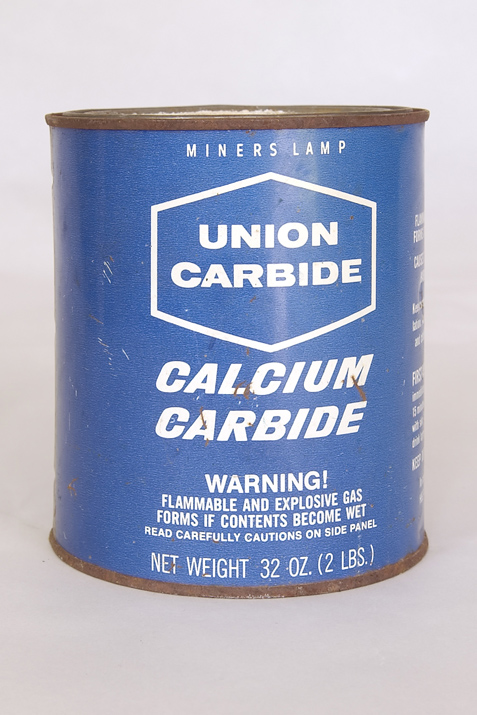 MINERS LAMP
UNION
CARBIDE
CALCIUM
CARBIDE
WARNING!
FLAMMABLE AND EXPLOSIVE GAS
FORMS IF CONTENTS BECOME WET
READ CAREFULLY CAUTIONS ON SIDE PANEL
NET WEIGHT 32 OZ. (2 LBS.)